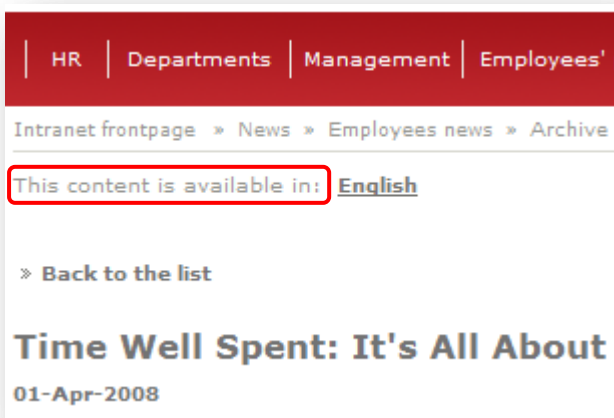 HR | Departments | Management | Employees'
Intranet frontpage » News » Employees news » Archive
This content is available in: English
» Back to the list
Time Well Spent: It's All About
01-Apr-2008